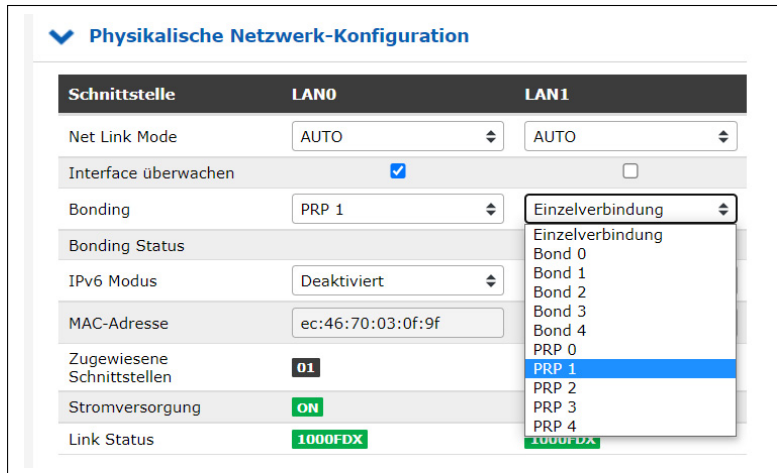 Physikalische Netzwerk-Konfiguration
Schnittstelle LAN0 LAN1
Net Link Mode AUTO AUTO
Interface überwachen
Bonding PRP 1 Einzelverbindung
Einzelverbindung
Bonding Status
Bond 0
Bond 1
IPv6 Modus Deaktiviert
Bond 2
Bond 3
MAC-Adresse ec:46:70:03:0f:9f
Bond 4
PRP 0
Zugewiesene
Schnittstellen 01
PRP 1
PRP 2
Stromversorgung ON
PRP 3
PRP 4
Link Status 1000FDX 1000FDX